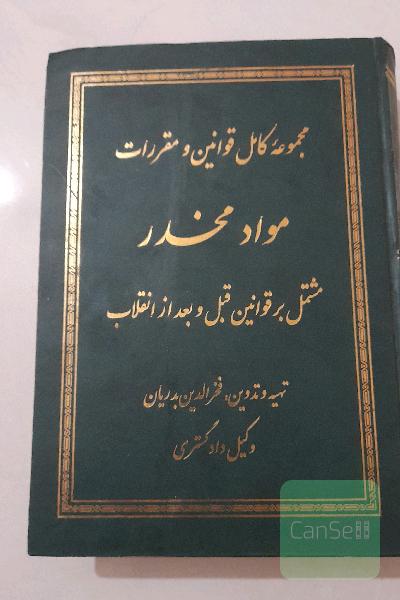 مجموعهٔ کامل قوانین و مقررات
مواد مخدر
مشتمل بر قوانین قبل و بعد از انقلاب
تهیه و تدوین: فخرالدین بدریان
وکیل دادگستری
CanSell